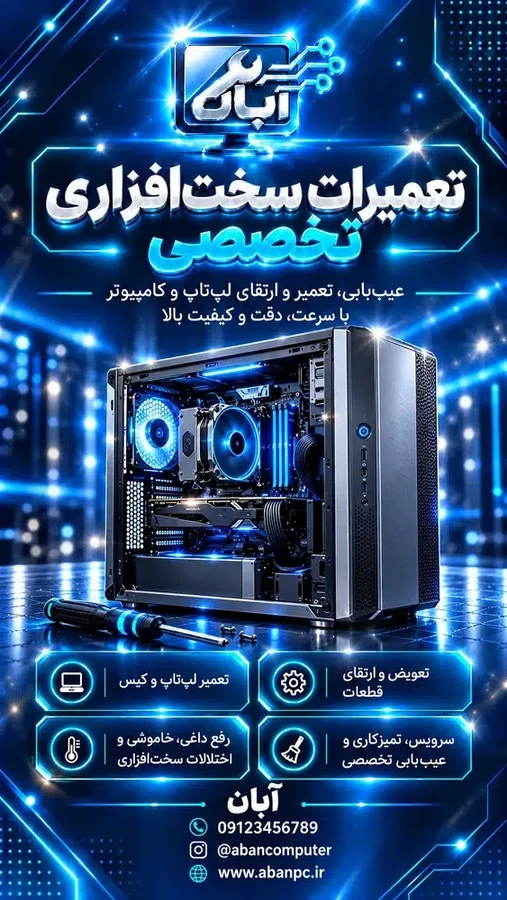 آبان
تعمیرات سخت‌افزاری
تخصصی
عیب‌یابی، تعمیر و ارتقای لپ‌تاپ و کامپیوتر
با سرعت، دقت و کیفیت بالا
تعویض و ارتقای
قطعات
تعمیر لپ‌تاپ و کیس
سرویس، تمیزکاری و
عیب‌یابی تخصصی
رفع داغی، خاموشی و
اختلالات سخت‌افزاری
آبان
09123456789
@abancomputer
www.abanpc.ir